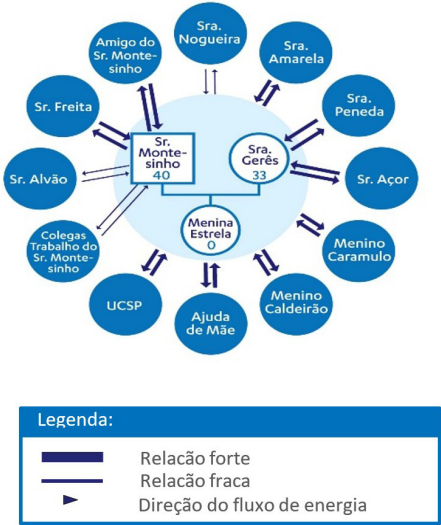 Sra.
Nogueira
Amigo do
Sr. Monte-
sinho
Sra.
Amarela
Sr. Freita
Sra.
Peneda
Sr.
Monte-
sinho
40
Sra.
Gerês
33
Sr. Alvão
Sr. Açor
Menina
Estrela
0
Colegas
Trabalho do
Sr. Monte-
sinho
Menino
Caramulo
UCSP
Ajuda
de Mãe
Menino
Caldeirão
Legenda:
Relacão forte
Relacão fraca
Direção do fluxo de energia